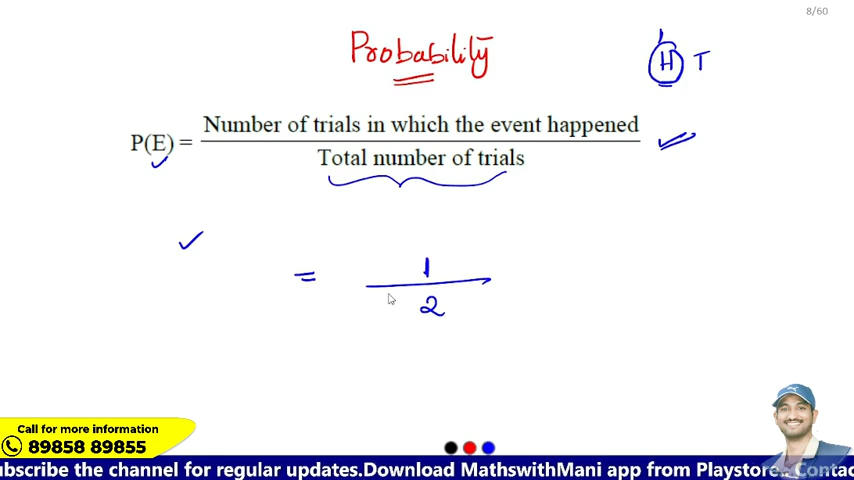 8/60
Probability
H T
P(E) = Number of trials in which the event happened
Total number of trials
= 1
2
Call for more information
89858 89855
ubscribe the channel for regular updates.Download MathswithMani app from Playstore. Contac